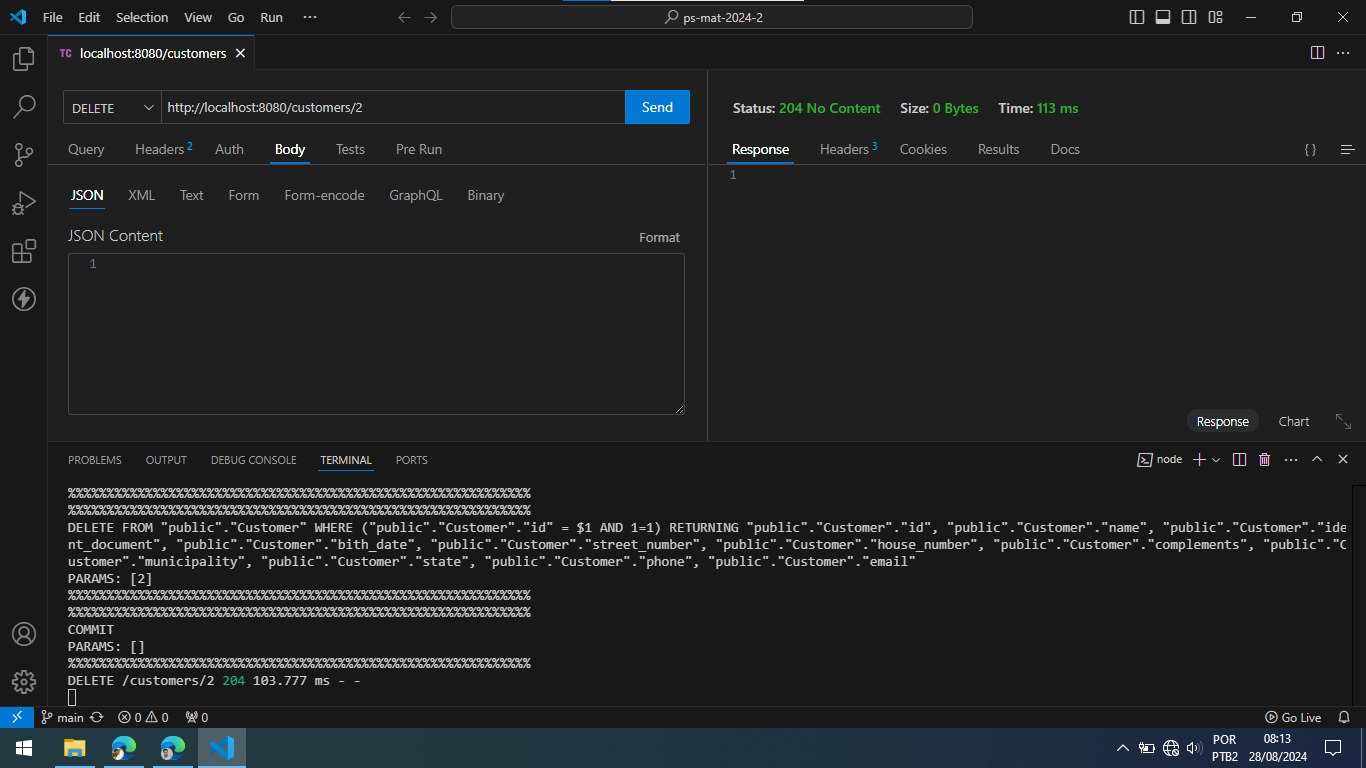 File Edit Selection View Go Run ··· ps-mat-2024-2
TC localhost:8080/customers
DELETE http://localhost:8080/customers/2 Send
Status: 204 No Content Size: 0 Bytes Time: 113 ms
Query Headers 2 Auth Body Tests Pre Run
Response Headers 3 Cookies Results Docs { }
1
JSON XML Text Form Form-encode GraphQL Binary
JSON Content Format
1
Response Chart
PROBLEMS OUTPUT DEBUG CONSOLE TERMINAL PORTS node
%%%%%%%%%%%%%%%%%%%%%%%%%%%%%%%%%%%%%%%%%%%%%%%%%%%%%%%%%%%%
%%%%%%%%%%%%%%%%%%%%%%%%%%%%%%%%%%%%%%%%%%%%%%%%%%%%%%%%%%%%
DELETE FROM "public"."Customer" WHERE ("public"."Customer"."id" = $1 AND 1=1) RETURNING "public"."Customer"."id", "public"."Customer"."name", "public"."Customer"."ide
nt_document", "public"."Customer"."bith_date", "public"."Customer"."street_number", "public"."Customer"."house_number", "public"."Customer"."complements", "public"."C
ustomer"."municipality", "public"."Customer"."state", "public"."Customer"."phone", "public"."Customer"."email"
PARAMS: [2]
%%%%%%%%%%%%%%%%%%%%%%%%%%%%%%%%%%%%%%%%%%%%%%%%%%%%%%%%%%%%
%%%%%%%%%%%%%%%%%%%%%%%%%%%%%%%%%%%%%%%%%%%%%%%%%%%%%%%%%%%%
COMMIT
PARAMS: []
%%%%%%%%%%%%%%%%%%%%%%%%%%%%%%%%%%%%%%%%%%%%%%%%%%%%%%%%%%%%
DELETE /customers/2 204 103.777 ms - -
main 0 0 0 Go Live
POR 08:13
PTB2 28/08/2024